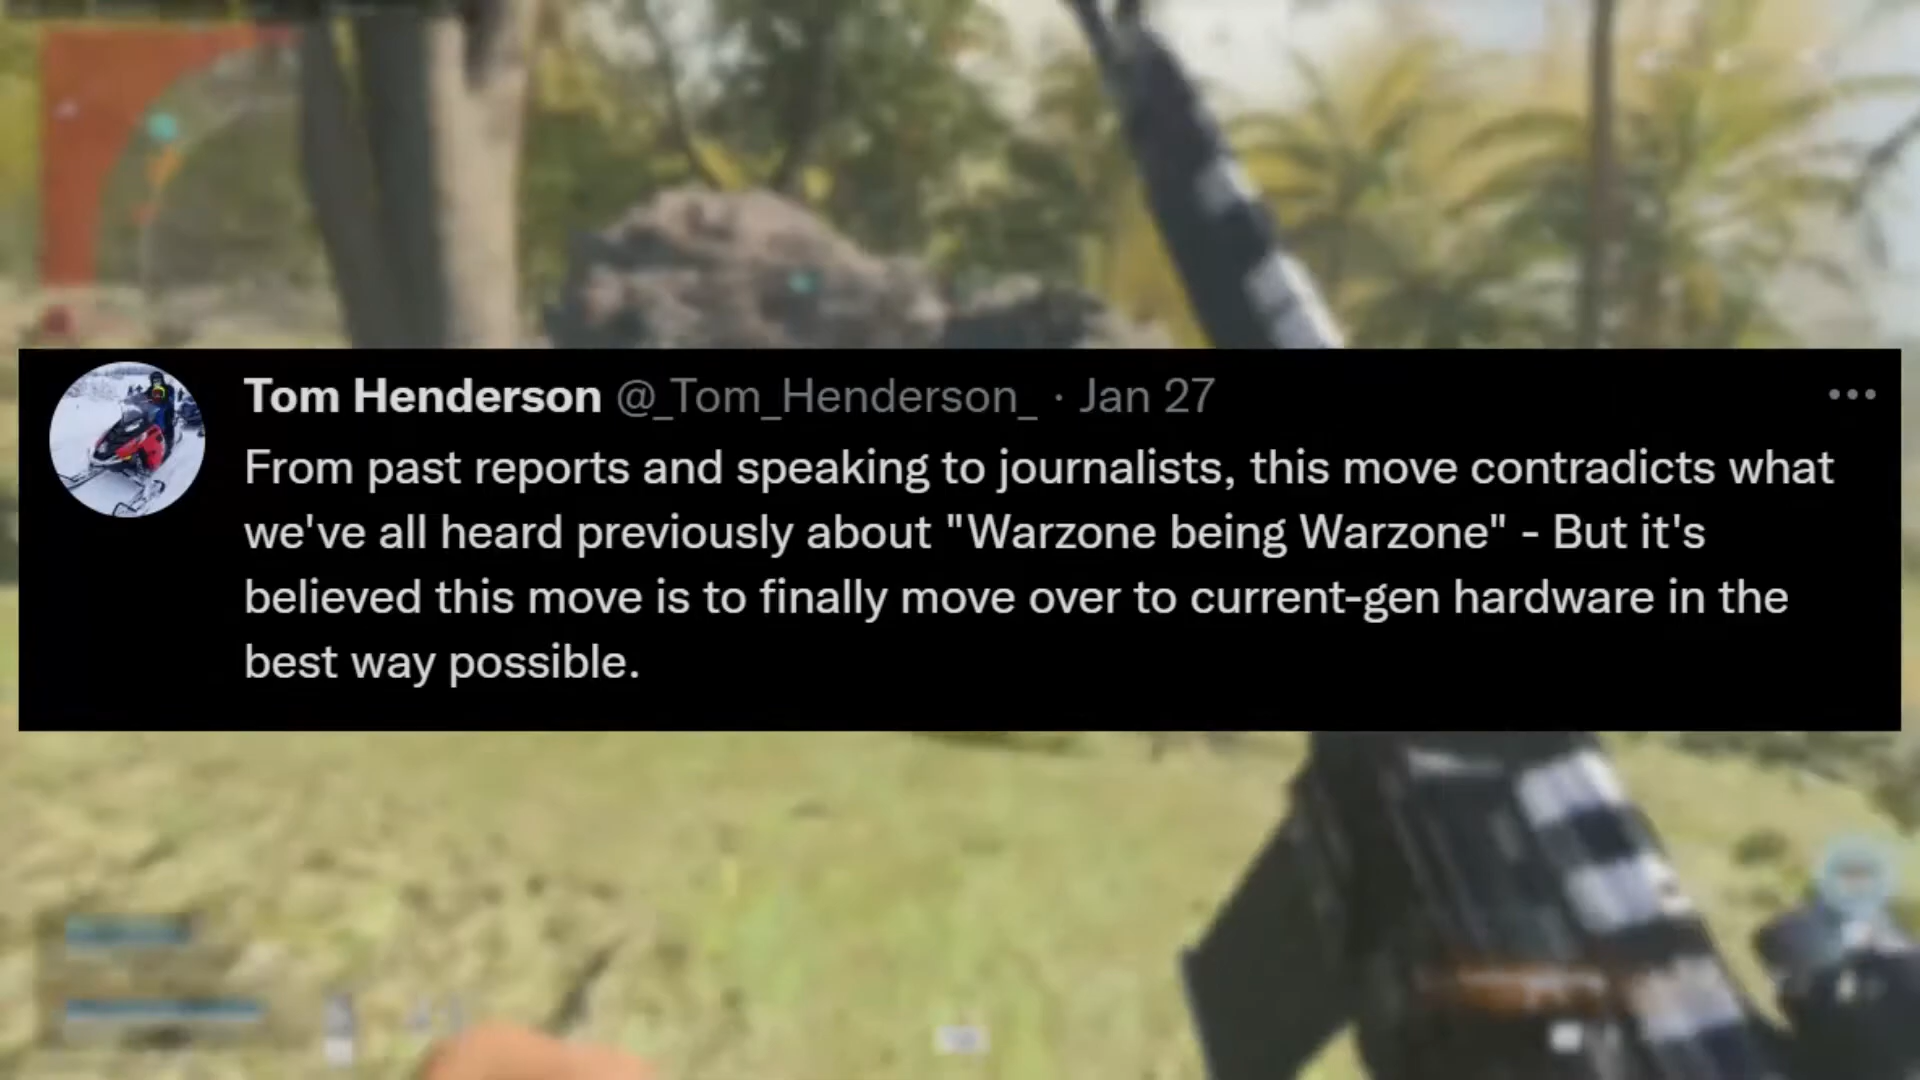 Tom Henderson @_Tom_Henderson_ · Jan 27
From past reports and speaking to journalists, this move contradicts what
we've all heard previously about "Warzone being Warzone" - But it's
believed this move is to finally move over to current-gen hardware in the
best way possible.